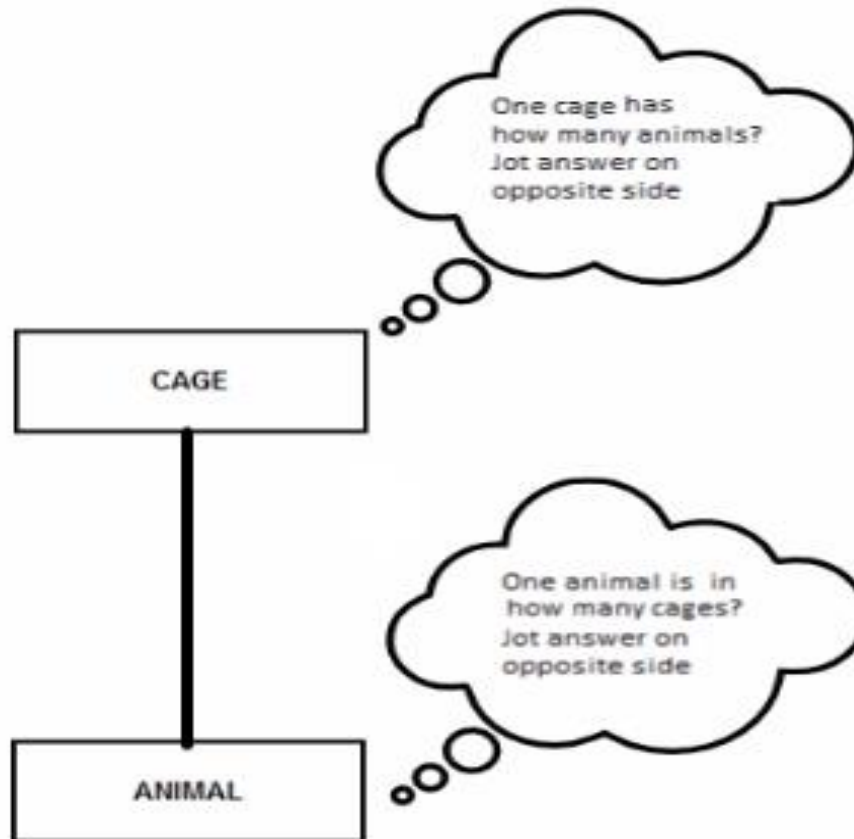 One cage has
how many animals?
Jot answer on
opposite side
CAGE
One animal is in
how many cages?
Jot answer on
opposite side
ANIMAL